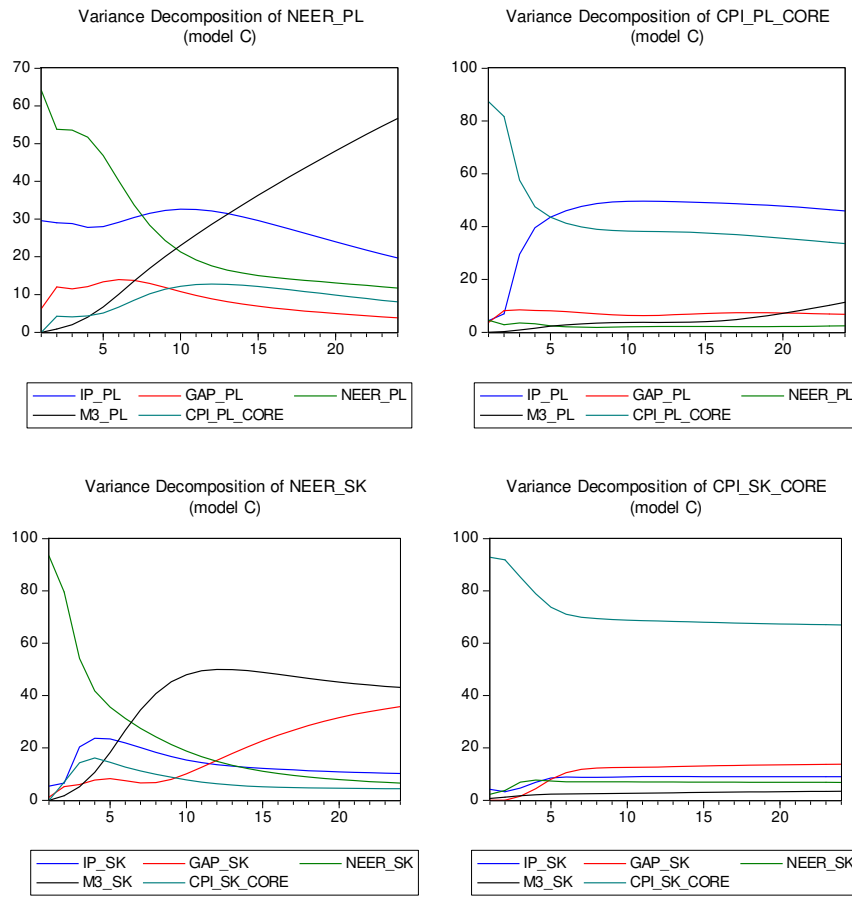 Variance Decomposition of NEER_PL
(model C)
70
60
50
40
30
20
10
0
5
10
15
20
IP_PL
GAP_PL
NEER_PL
M3_PL
CPI_PL_CORE
Variance Decomposition of CPI_PL_CORE
(model C)
100
80
60
40
20
0
5
10
15
20
IP_PL
GAP_PL
NEER_PL
M3_PL
CPI_PL_CORE
Variance Decomposition of NEER_SK
(model C)
100
80
60
40
20
0
5
10
15
20
IP_SK
GAP_SK
NEER_SK
M3_SK
CPI_SK_CORE
Variance Decomposition of CPI_SK_CORE
(model C)
100
80
60
40
20
0
5
10
15
20
IP_SK
GAP_SK
NEER_SK
M3_SK
CPI_SK_CORE